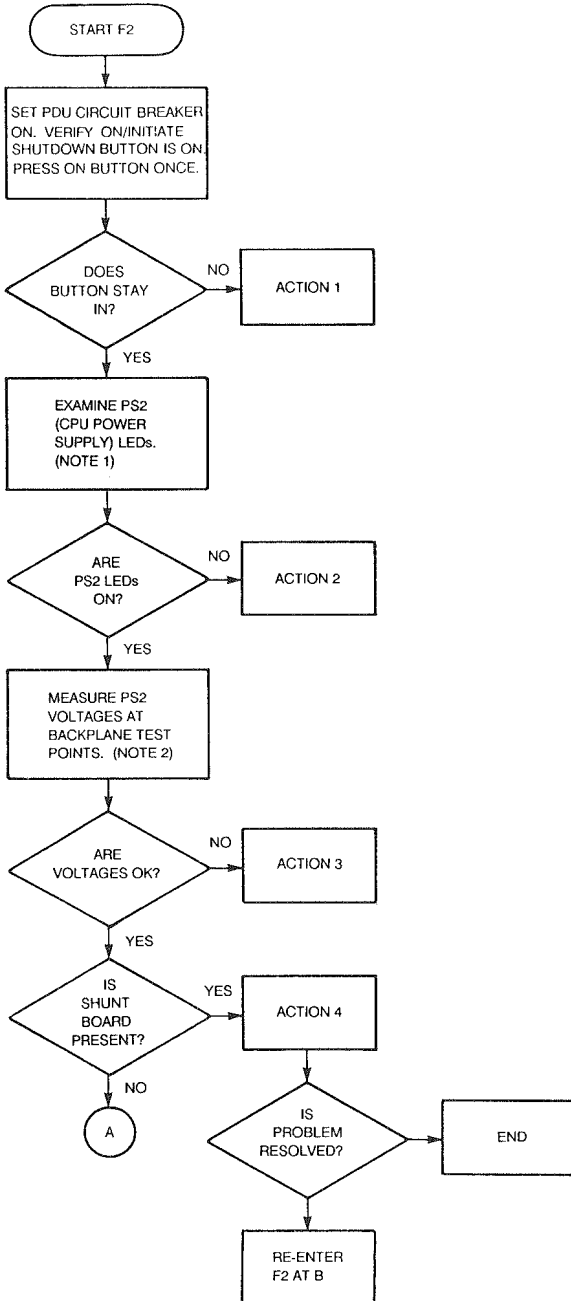 START F2
SET PDU CIRCUIT BREAKER
ON. VERIFY ON/INITIATE
SHUTDOWN BUTTON IS ON,
PRESS ON BUTTON ONCE.
DOES
BUTTON STAY
IN?
NO
ACTION 1
YES
EXAMINE PS2
(CPU POWER
SUPPLY) LEDs.
(NOTE 1)
ARE
PS2 LEDs
ON?
NO
ACTION 2
YES
MEASURE PS2
VOLTAGES AT
BACKPLANE TEST
POINTS. (NOTE 2)
ARE
VOLTAGES OK?
NO
ACTION 3
YES
IS
SHUNT
BOARD
PRESENT?
YES
ACTION 4
NO
A
IS
PROBLEM
RESOLVED?
END
RE-ENTER
F2 AT B